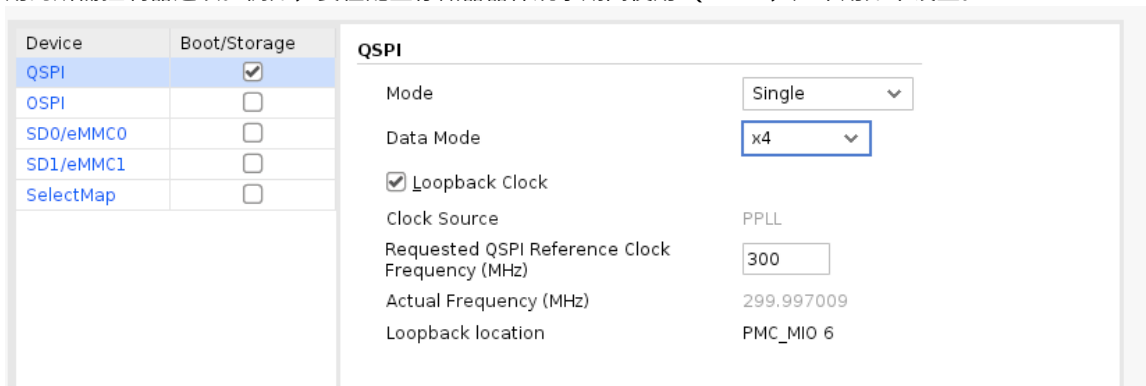 Device Boot/Storage
QSPI
OSPI
SD0/eMMC0
SD1/eMMC1
SelectMap
QSPI
Mode Single
Data Mode x4
Loopback Clock
Clock Source PPLL
Requested QSPI Reference Clock
Frequency (MHz) 300
Actual Frequency (MHz) 299.997009
Loopback location PMC_MIO 6